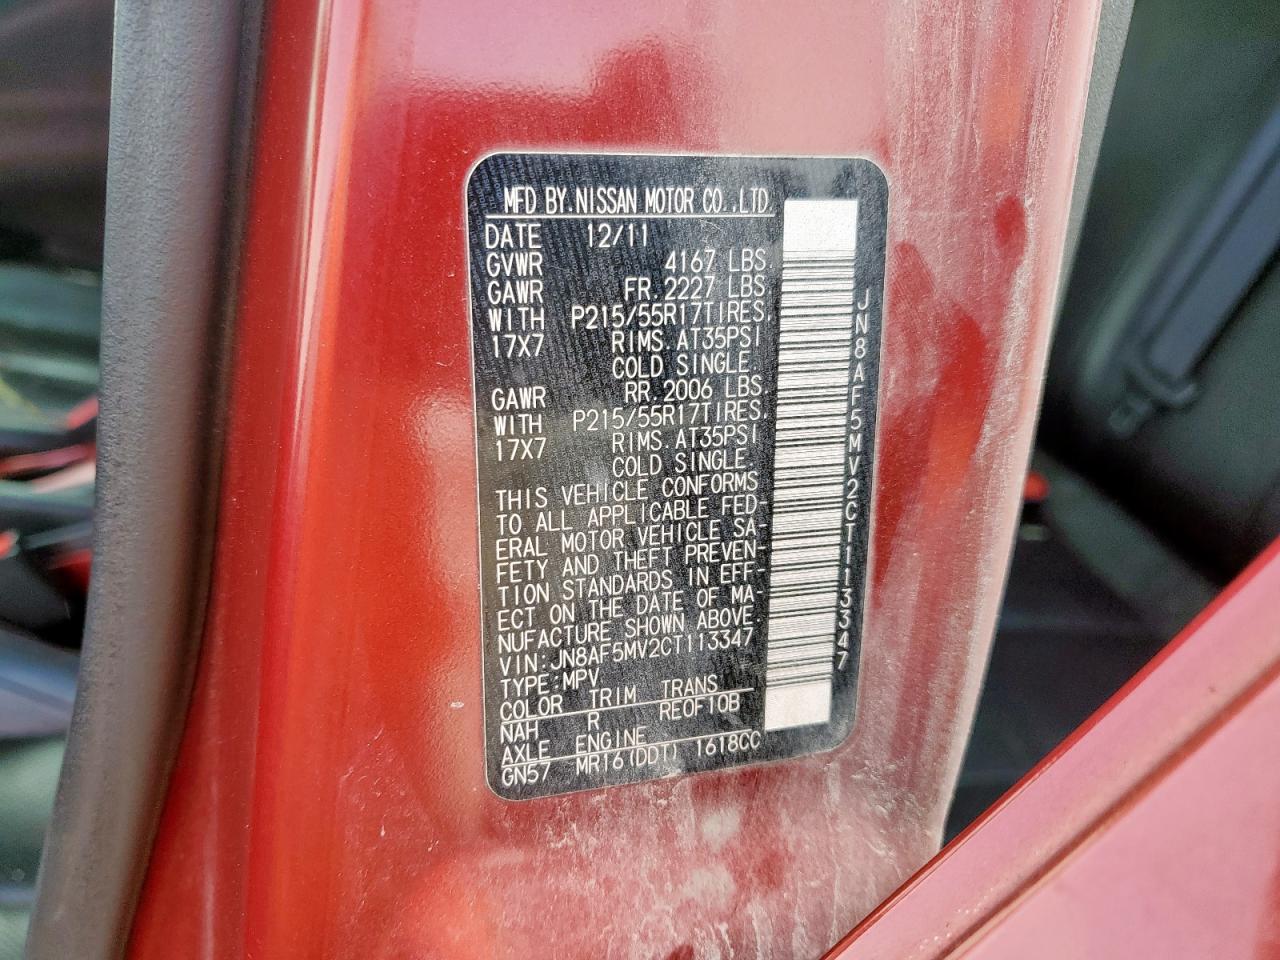 MFD BY.NISSAN MOTOR CO.,LTD.
DATE 12/11
GVWR 4167 LBS.
GAWR FR.2227 LBS.
WITH P215/55R17TIRES.
17X7 RIMS.AT35PSI
COLD SINGLE.
GAWR RR.2006 LBS.
WITH P215/55R17TIRES.
17X7 RIMS.AT35PSI
COLD SINGLE.
THIS VEHICLE CONFORMS
TO ALL APPLICABLE FED-
ERAL MOTOR VEHICLE SA-
FETY AND THEFT PREVEN-
TION STANDARDS IN EFF-
ECT ON THE DATE OF MA-
NUFACTURE SHOWN ABOVE.
VIN:JN8AF5MV2CT113347
TYPE:MPV
COLOR TRIM TRANS
NAH R RE0F10B
AXLE ENGINE
GN57 MR16(DDT) 1618CC
JN8AF5MV2CT113347